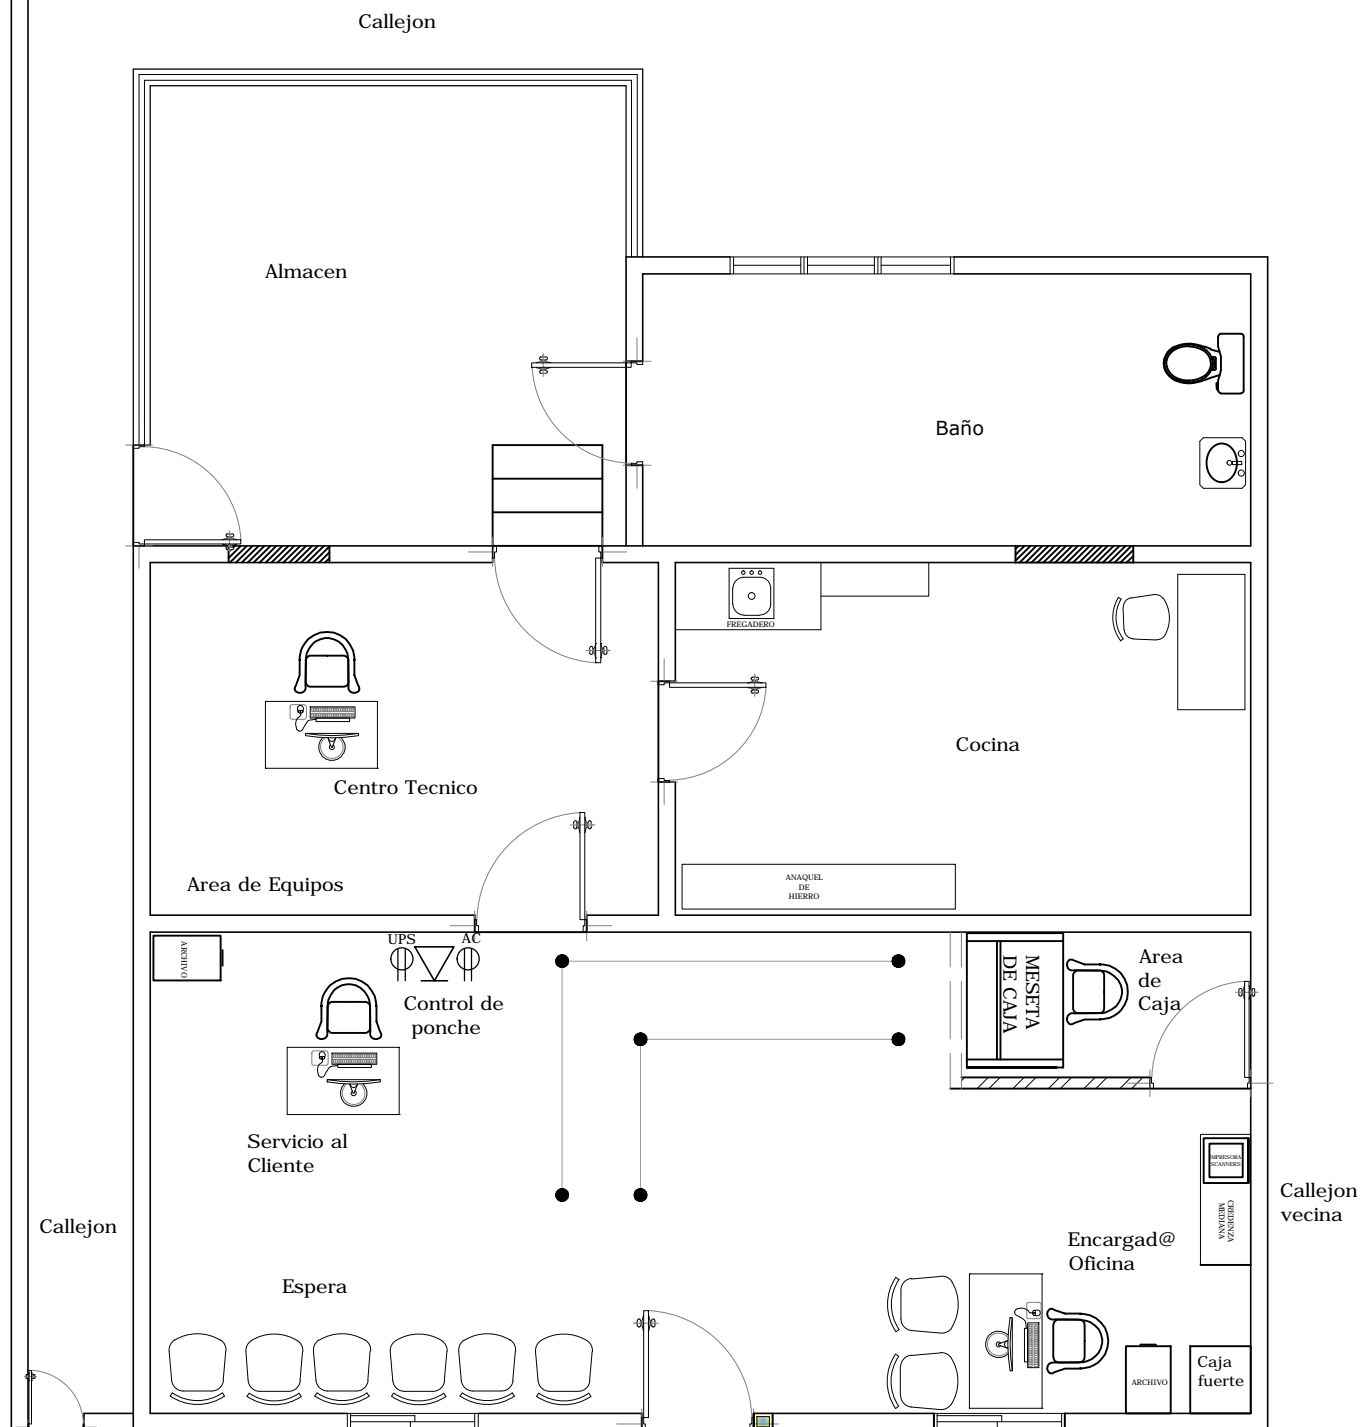 Callejon
Almacen
Baño
FREGADERO
Cocina
Centro Tecnico
Area de Equipos
ANAQUEL
DE
HIERRO
ARCHIVO
UPS
AC
Control de
ponche
MESETA
DE CAJA
Area
de
Caja
Servicio al
Cliente
IMPRESORA
SCANNERS
CREDENZA
MEDIANA
Callejon
vecina
Callejon
Encargad@
Oficina
Espera
ARCHIVO
Caja
fuerte